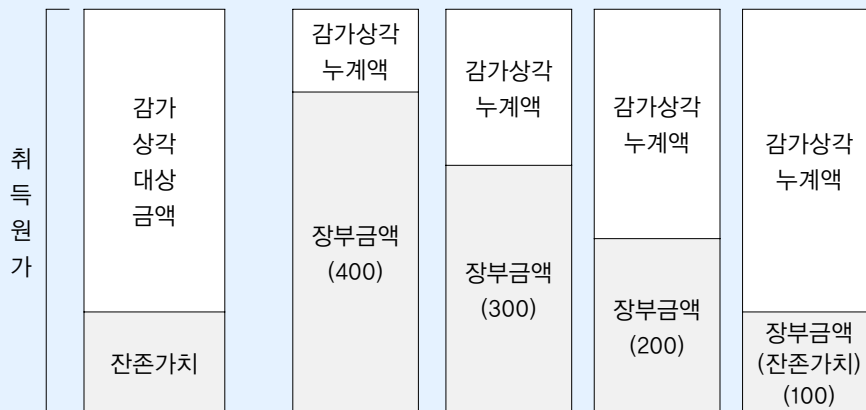 취
득
원
가
감가
상각
대상
금액
잔존가치
감가상각
누계액
장부금액
(400)
감가상각
누계액
장부금액
(300)
감가상각
누계액
장부금액
(200)
감가상각
누계액
장부금액
(잔존가치)
(100)